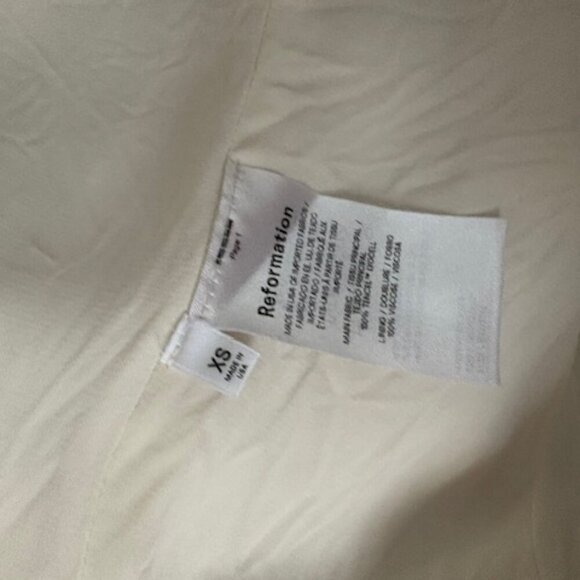 Page 1
Reformation
MADE IN USA OF IMPORTED FABRICS /
FABRICADO EN EE. UU. DE TEJIDO
IMPORTADO / FABRIQUÉ AUX
ÉTATS-UNIS À PARTIR DE TISSU
IMPORTÉ
MAIN FABRIC / TISSU PRINCIPAL /
TEJIDO PRINCIPAL
100% TENCEL™ LYOCELL
LINING / DOUBLURE / FORRO
100% VISCOSE / VISCOSA
XS
MADE IN
USA